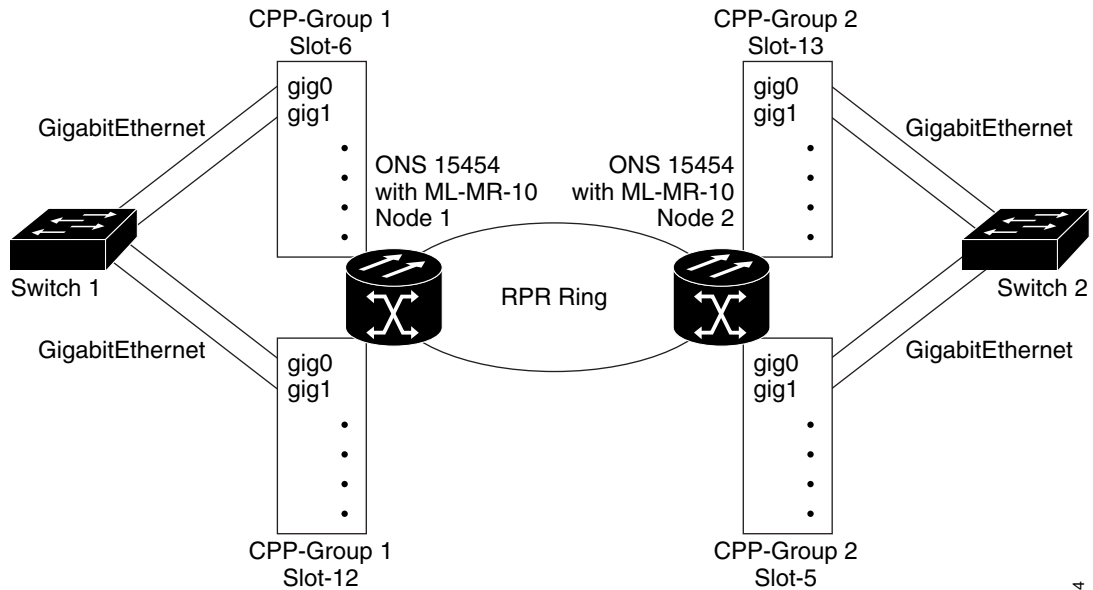 CPP-Group 1
Slot-6
gig0
gig1
GigabitEthernet
ONS 15454
with ML-MR-10
Node 1
Switch 1
GigabitEthernet
gig0
gig1
CPP-Group 1
Slot-12
RPR Ring
CPP-Group 2
Slot-13
gig0
gig1
GigabitEthernet
ONS 15454
with ML-MR-10
Node 2
Switch 2
GigabitEthernet
gig0
gig1
CPP-Group 2
Slot-5
4